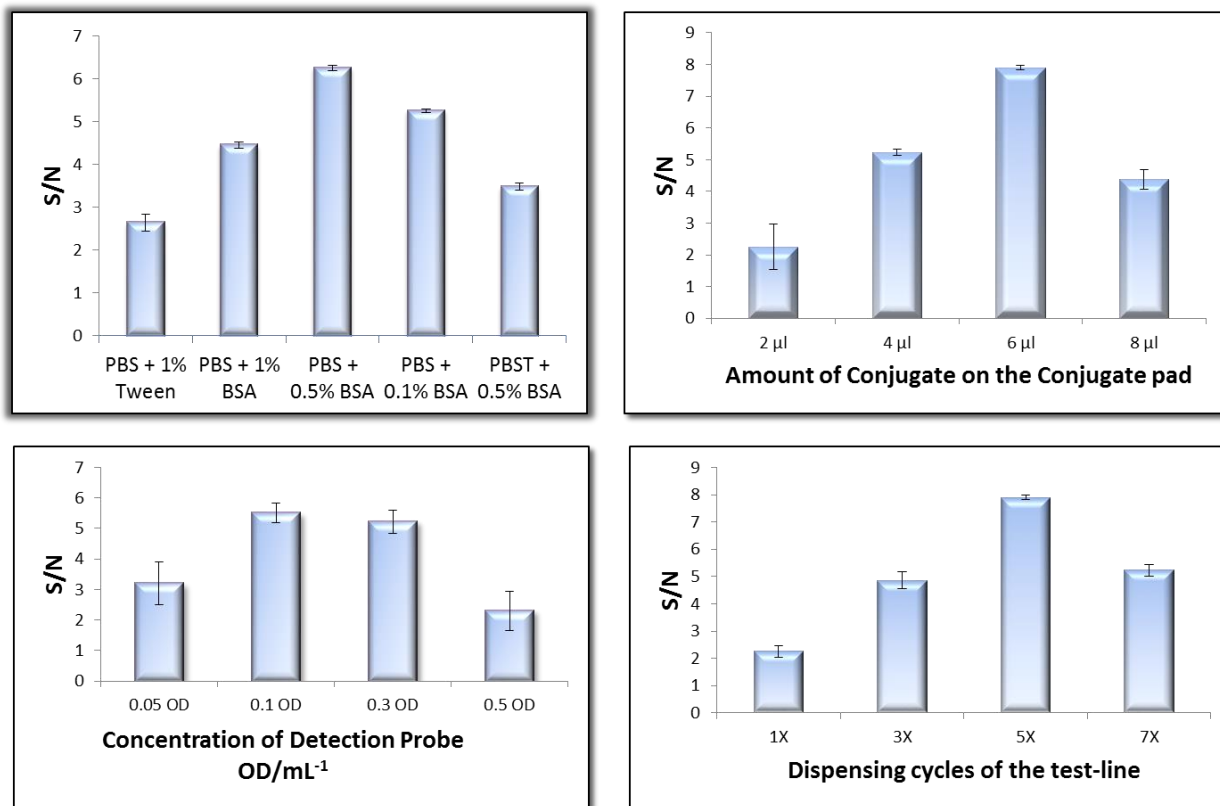 7
6
5
4
3
2
1
0
S/N
PBS + 1% PBS + 1% PBS + PBS + PBST +
Tween BSA 0.5% BSA 0.1% BSA 0.5% BSA
9
8
7
6
5
4
3
2
1
0
S/N
2 µl 4 µl 6 µl 8 µl
Amount of Conjugate on the Conjugate pad
7
6
5
4
3
2
1
0
S/N
0.05 OD 0.1 OD 0.3 OD 0.5 OD
Concentration of Detection Probe
OD/mL⁻¹
9
8
7
6
5
4
3
2
1
0
S/N
1X 3X 5X 7X
Dispensing cycles of the test-line